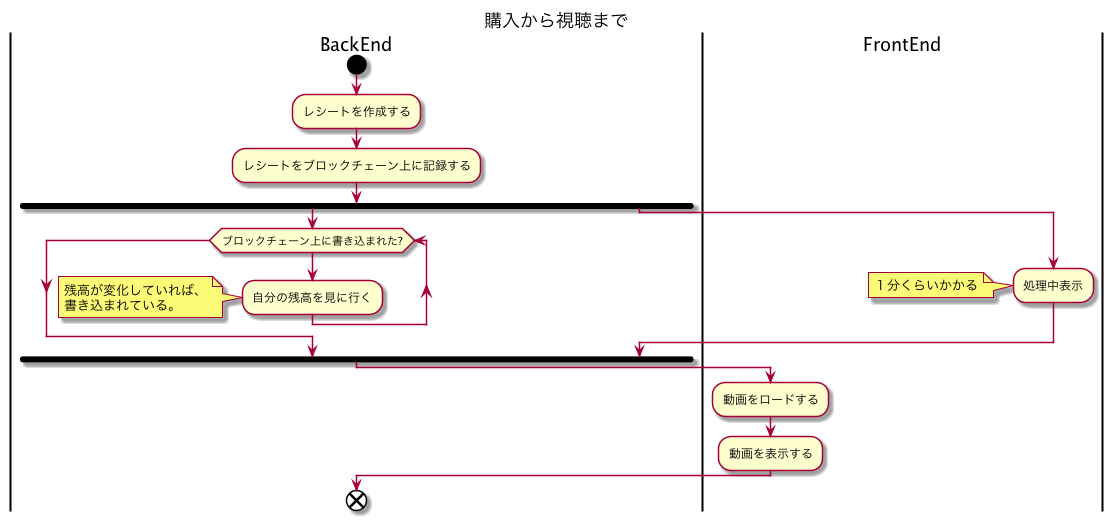 購入から視聴まで
BackEnd
FrontEnd
レシートを作成する
レシートをブロックチェーン上に記録する
ブロックチェーン上に書き込まれた?
残高が変化していれば、
書き込まれている。
自分の残高を見に行く
1分くらいかかる
処理中表示
動画をロードする
動画を表示する